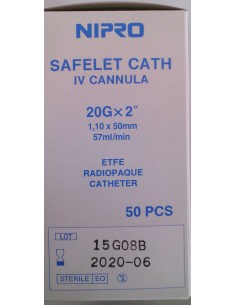 NIPRO
SAFELET CATH
IV CANNULA
20G×2"
1,10 x 50mm
57ml/min
ETFE
RADIOPAQUE
CATHETER
50 PCS
LOT 15G08B
2020-06
STERILE EO